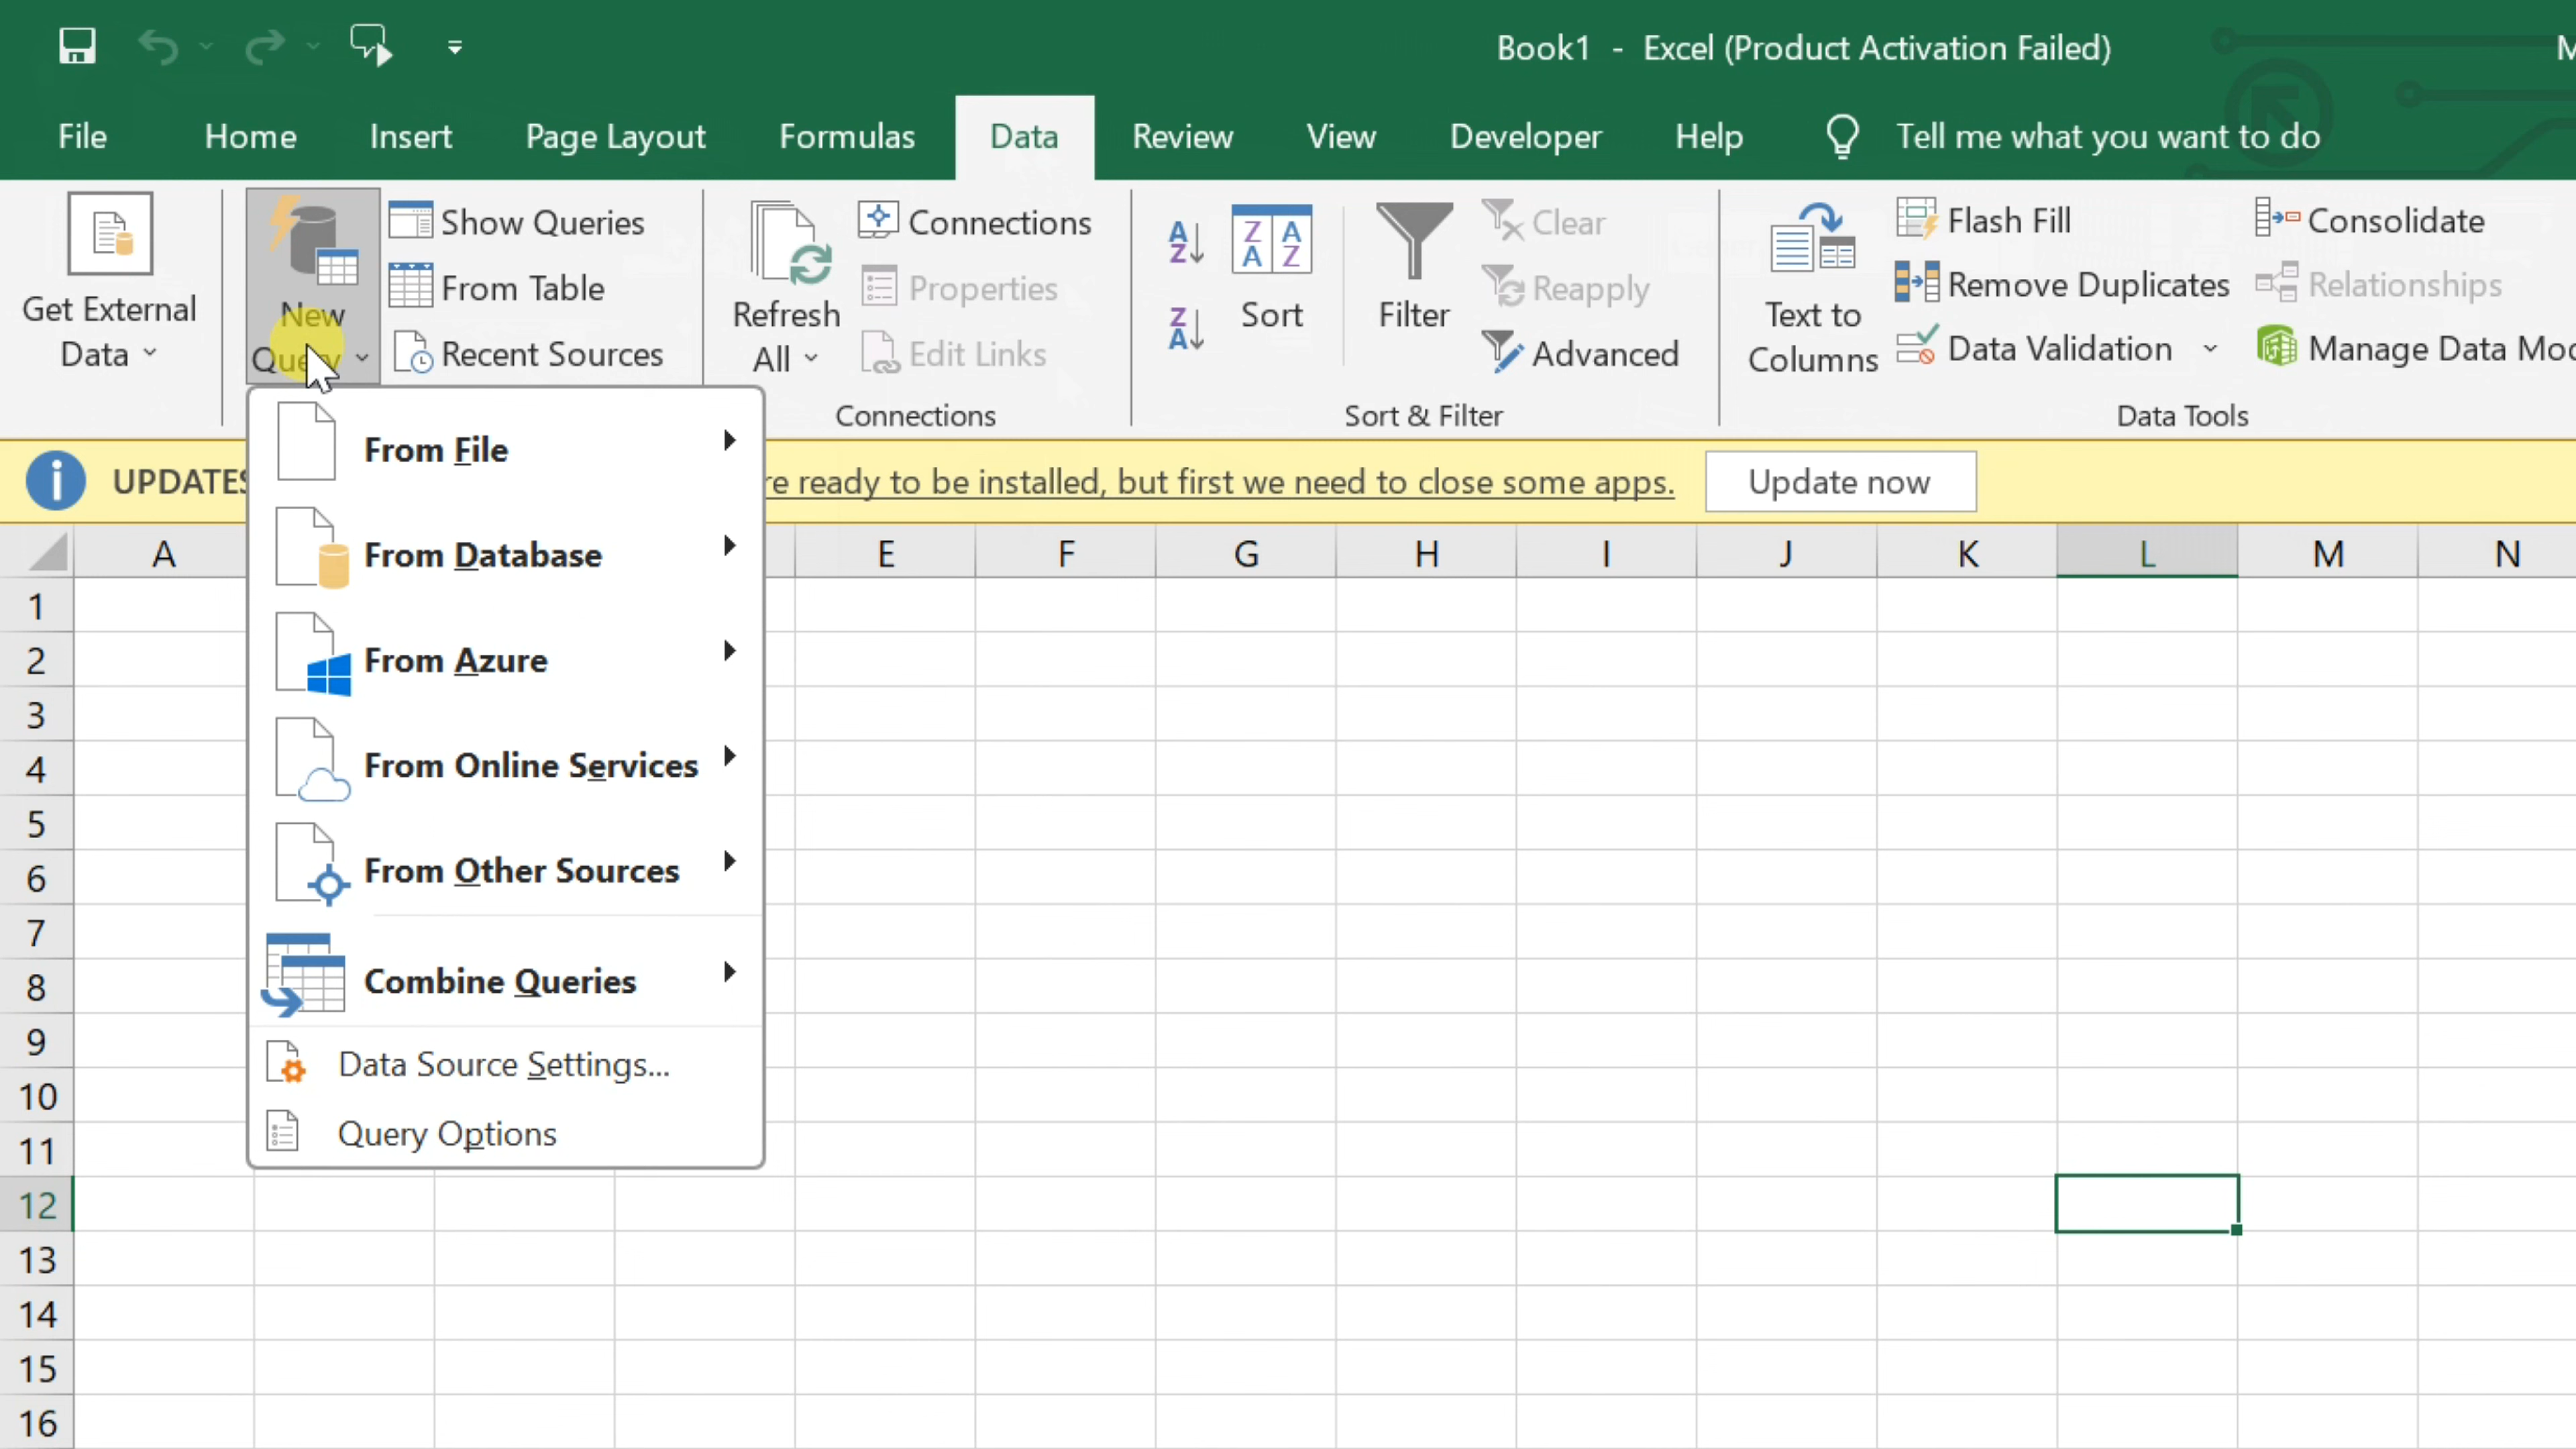 Book1 - Excel (Product Activation Failed)
File Home Insert Page Layout Formulas Data Review View Developer Help Tell me what you want to do
Get External
Data
New
Query
Show Queries
From Table
Recent Sources
Refresh
All
Connections
Properties
Edit Links
Connections
A
Z
Z
A
Z A
A Z
Sort
Filter
Clear
Reapply
Advanced
Sort & Filter
Text to
Columns
Flash Fill
Remove Duplicates
Data Validation
Consolidate
Relationships
Manage Data Mod
Data Tools
UPDATES
re ready to be installed, but first we need to close some apps.
Update now
From File
From Database
From Azure
From Online Services
From Other Sources
Combine Queries
Data Source Settings...
Query Options
A E F G H I J K L M N
1
2
3
4
5
6
7
8
9
10
11
12
13
14
15
16